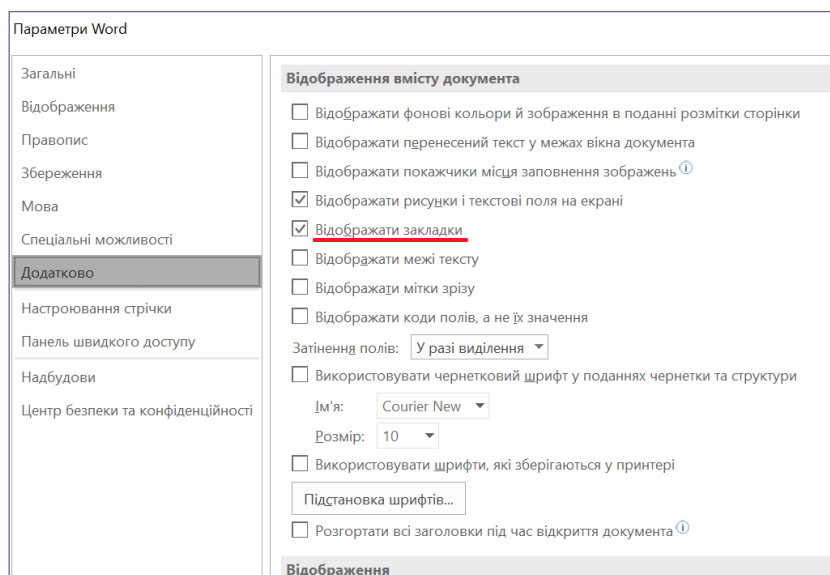 Параметри Word
Загальні
Відображення
Правопис
Збереження
Мова
Спеціальні можливості
Додатково
Настроювання стрічки
Панель швидкого доступу
Надбудови
Центр безпеки та конфіденційності
Відображення вмісту документа
Відображати фонові кольори й зображення в поданні розмітки сторінки
Відображати перенесений текст у межах вікна документа
Відображати покажчики місця заповнення зображень
Відображати рисунки і текстові поля на екрані
Відображати закладки
Відображати межі тексту
Відображати мітки зрізу
Відображати коди полів, а не їх значення
Затінення полів: У разі виділення
Використовувати чернетковий шрифт у поданнях чернетки та структури
Ім'я: Courier New
Розмір: 10
Використовувати шрифти, які зберігаються у принтері
Підстановка шрифтів...
Розгортати всі заголовки під час відкриття документа
Відображення